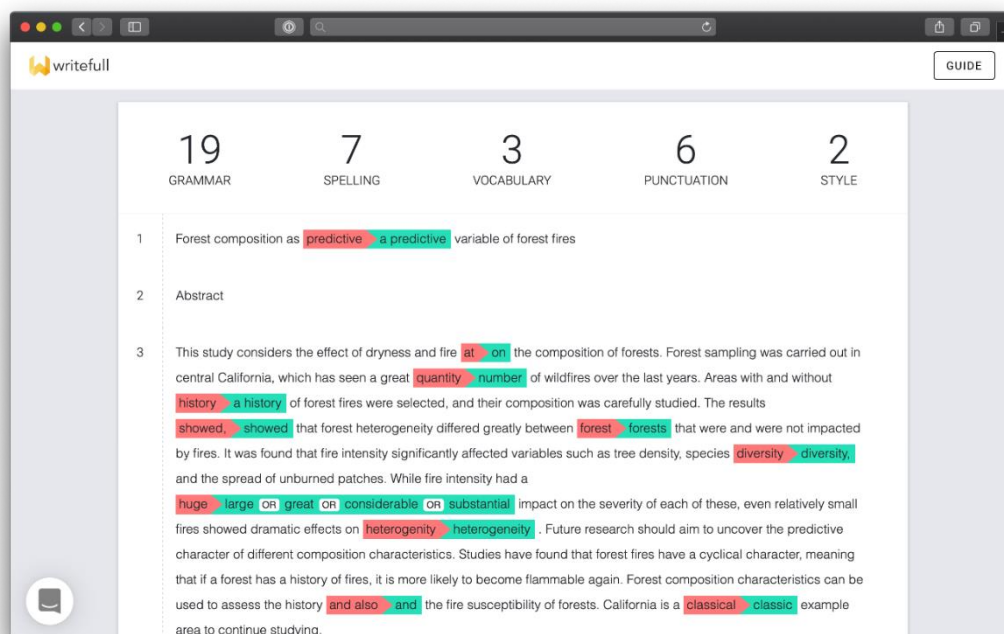 writefull
GUIDE
19 7 3 6 2
GRAMMAR SPELLING VOCABULARY PUNCTUATION STYLE
1 Forest composition as predictive a predictive variable of forest fires
2 Abstract
3 This study considers the effect of dryness and fire at on the composition of forests. Forest sampling was carried out in
central California, which has seen a great quantity number of wildfires over the last years. Areas with and without
history a history of forest fires were selected, and their composition was carefully studied. The results
showed, showed that forest heterogeneity differed greatly between forest forests that were and were not impacted
by fires. It was found that fire intensity significantly affected variables such as tree density, species diversity diversity,
and the spread of unburned patches. While fire intensity had a
huge large OR great OR considerable OR substantial impact on the severity of each of these, even relatively small
fires showed dramatic effects on heterogenity heterogeneity . Future research should aim to uncover the predictive
character of different composition characteristics. Studies have found that forest fires have a cyclical character, meaning
that if a forest has a history of fires, it is more likely to become flammable again. Forest composition characteristics can be
used to assess the history and also and the fire susceptibility of forests. California is a classical classic example
area to continue studying.